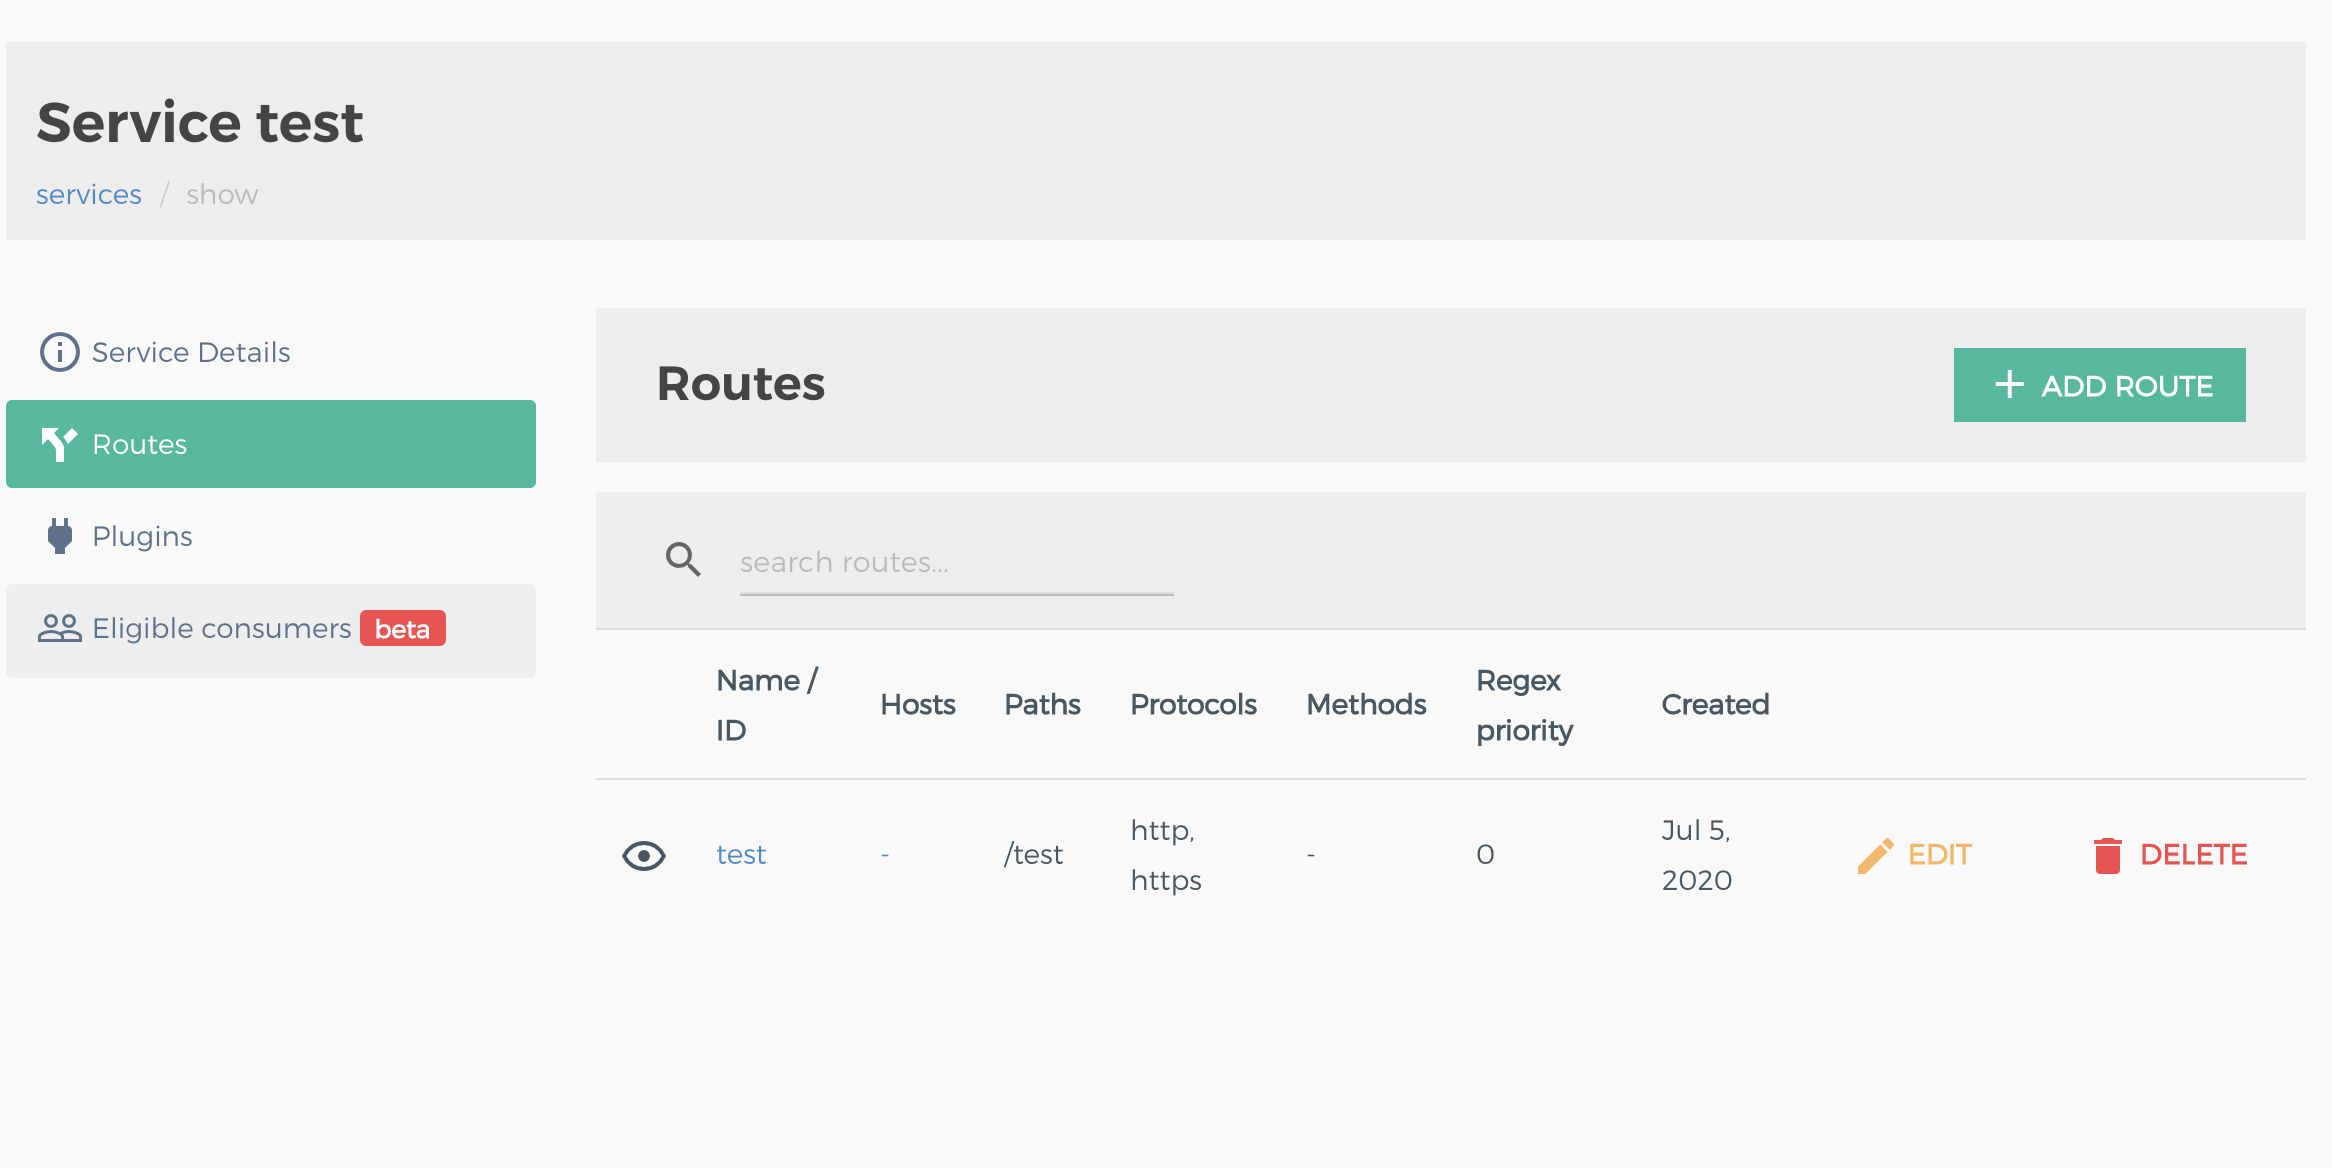 Service test
services / show
Service Details
Routes
Plugins
Eligible consumers beta
Routes
+ ADD ROUTE
search routes...
Name / ID
Hosts
Paths
Protocols
Methods
Regex priority
Created
test
-
/test
http, https
-
0
Jul 5, 2020
EDIT
DELETE